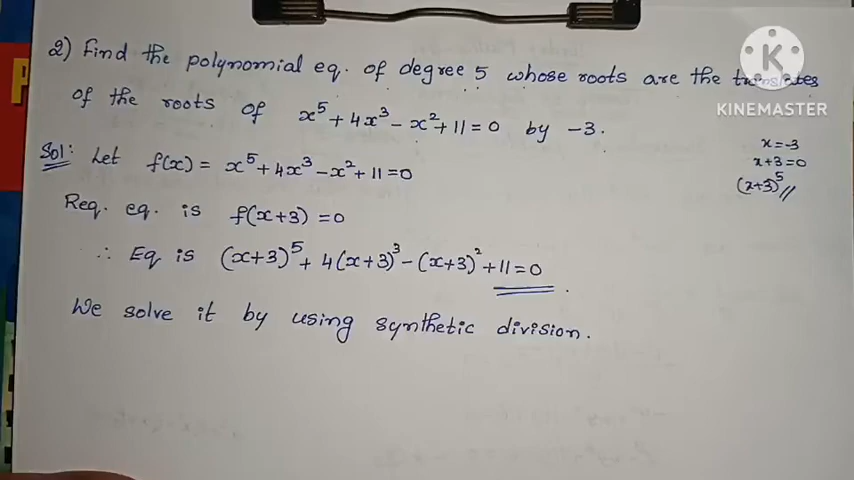 2) Find the polynomial eq. of degree 5 whose roots are the translates
of the roots of x⁵+4x³-x²+11=0 by -3.
Sol: Let f(x) = x⁵+4x³-x²+11=0
Req. eq. is f(x+3)=0
∴ Eq is (x+3)⁵+4(x+3)³-(x+3)²+11=0.
We solve it by using synthetic division.
x=-3
x+3=0
(x+3)⁵//
K
KINEMASTER
P